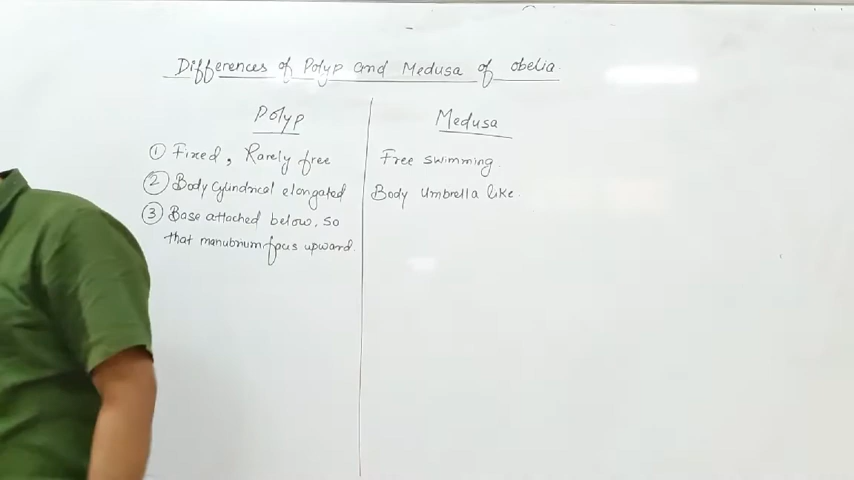 Differences of Polyp and Medusa of obelia.
Polyp
Medusa
① Fixed, Rarely free
Free swimming.
② Body cylindrical elongated
Body umbrella like.
③ Base attached below, so
that manubrium upward.